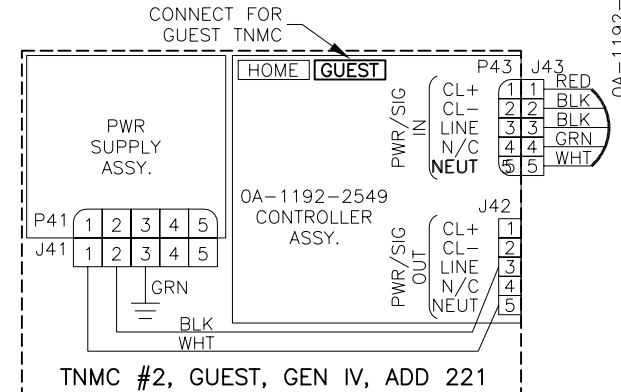 CONNECT FOR
GUEST TNMC
HOME GUEST
PWR
SUPPLY
ASSY.
0A-1192-2549
CONTROLLER
ASSY.
P43 J43
PWR/SIG
IN
CL+ 1 1 RED
CL- 2 2 BLK
LINE 3 3 BLK
N/C 4 4 GRN
NEUT 5 5 WHT
P41 1 2 3 4 5
J41 1 2 3 4 5
GRN
BLK
WHT
J42
PWR/SIG
OUT
CL+ 1
CL- 2
LINE 3
N/C 4
NEUT 5
TNMC #2, GUEST, GEN IV, ADD 221
0A-1192-